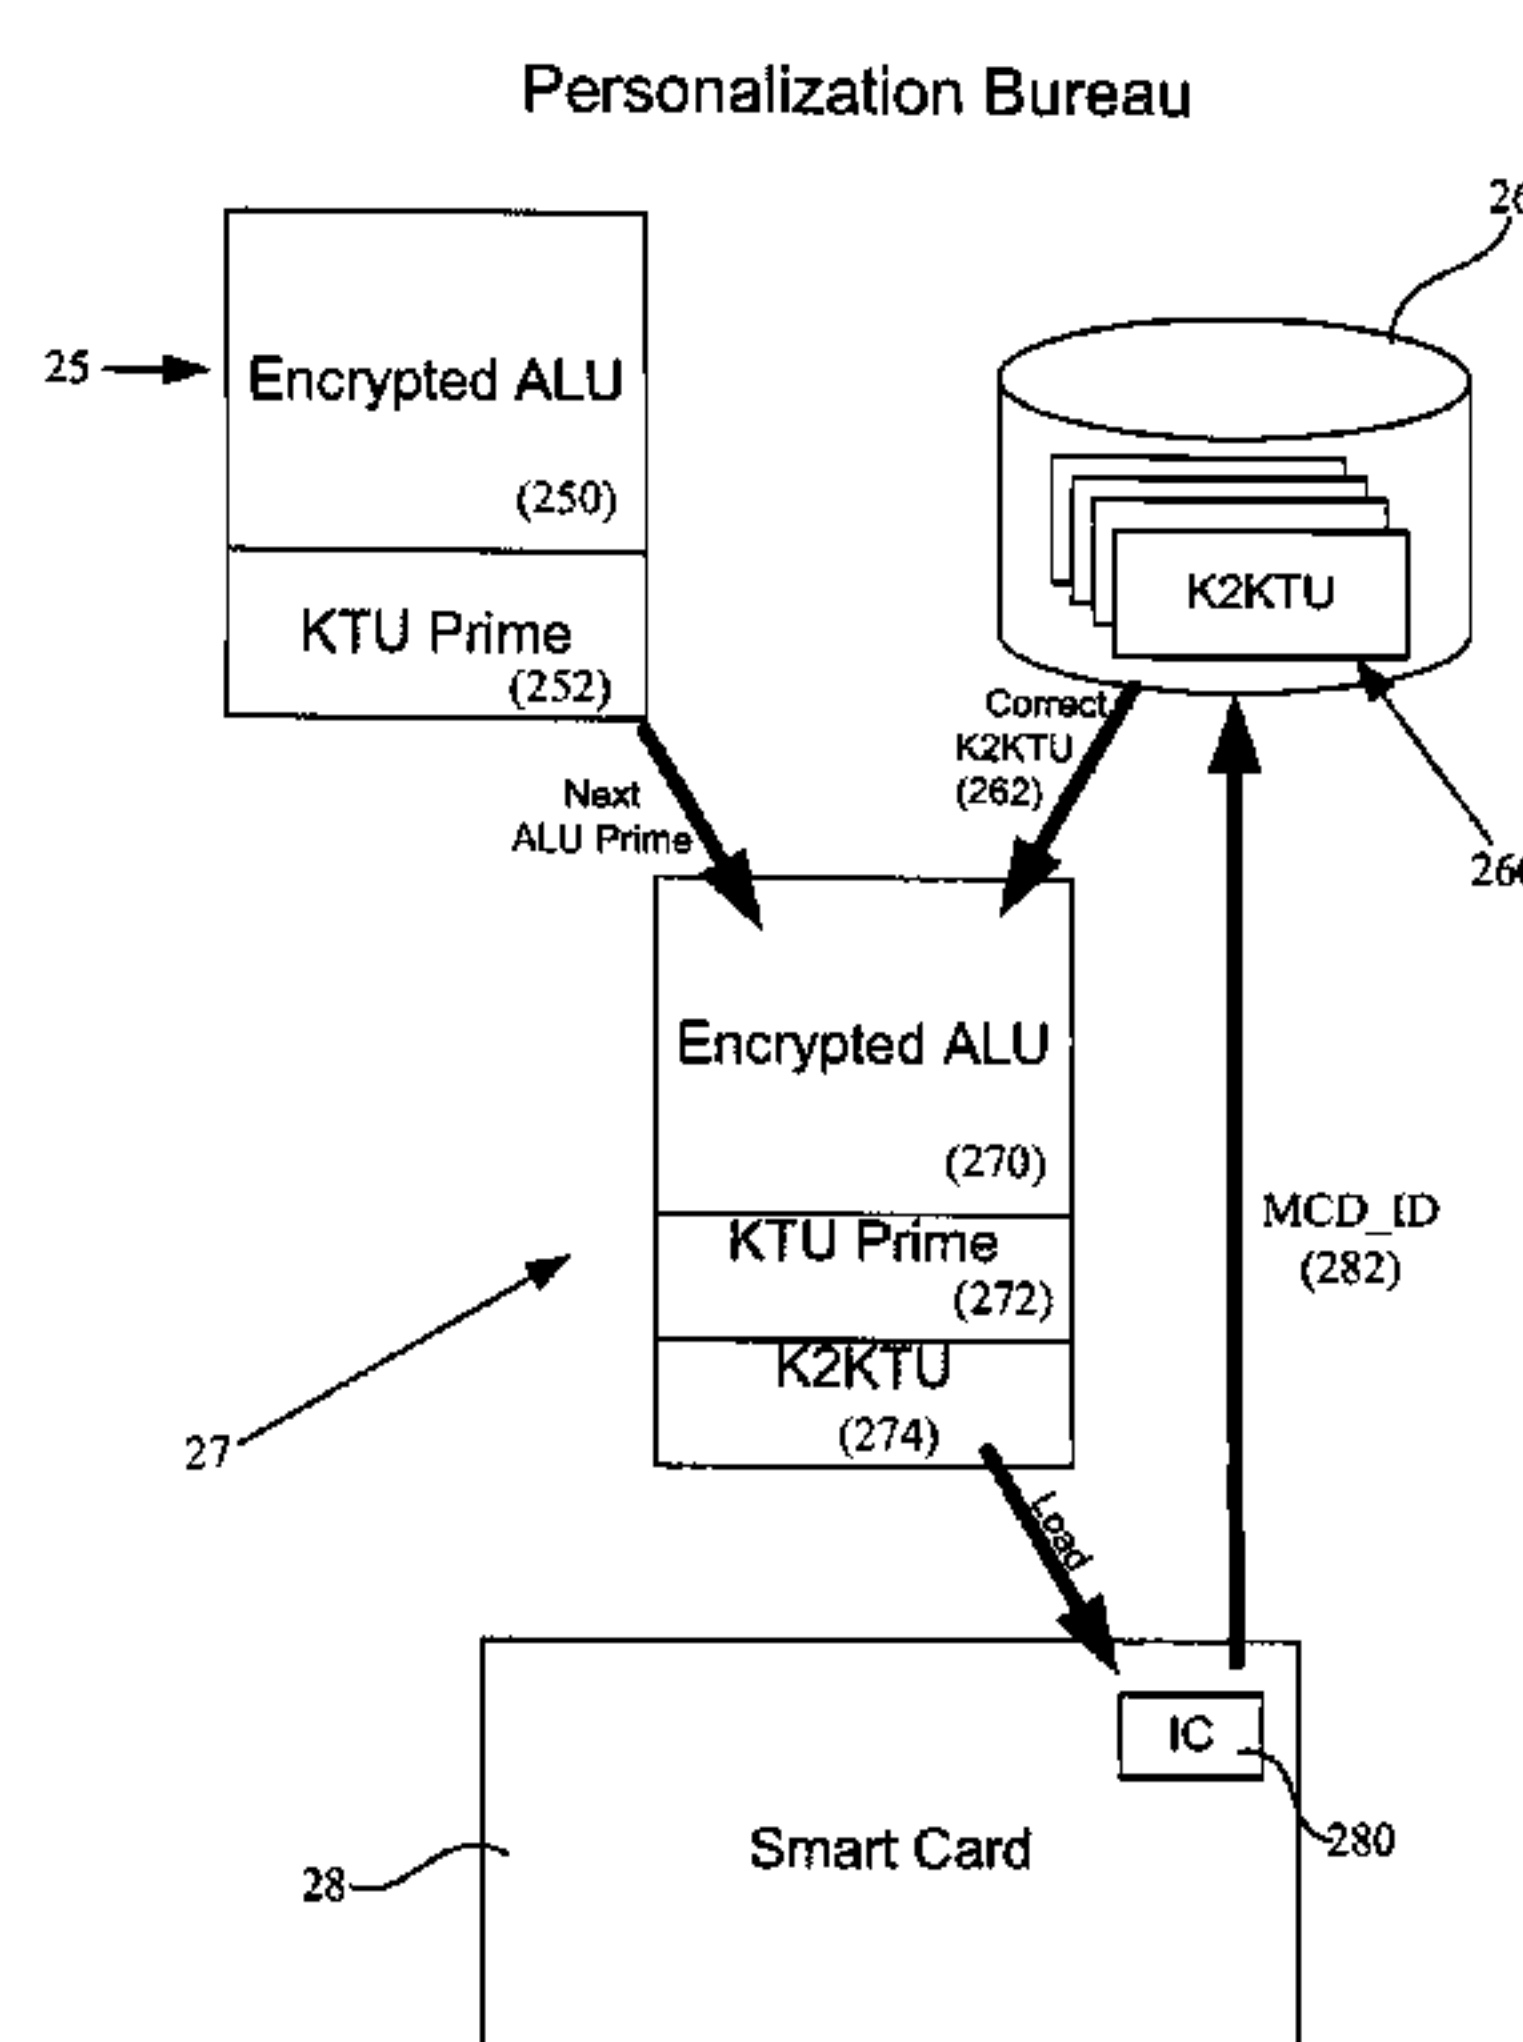 Personalization Bureau
26
25
Encrypted ALU
(250)
K2KTU
KTU Prime
(252)
Correct
K2KTU
(262)
Next
ALU Prime
Encrypted ALU
(270)
MCD_ID
(282)
KTU Prime
(272)
K2KTU
(274)
27
Load
IC
Smart Card
280
28